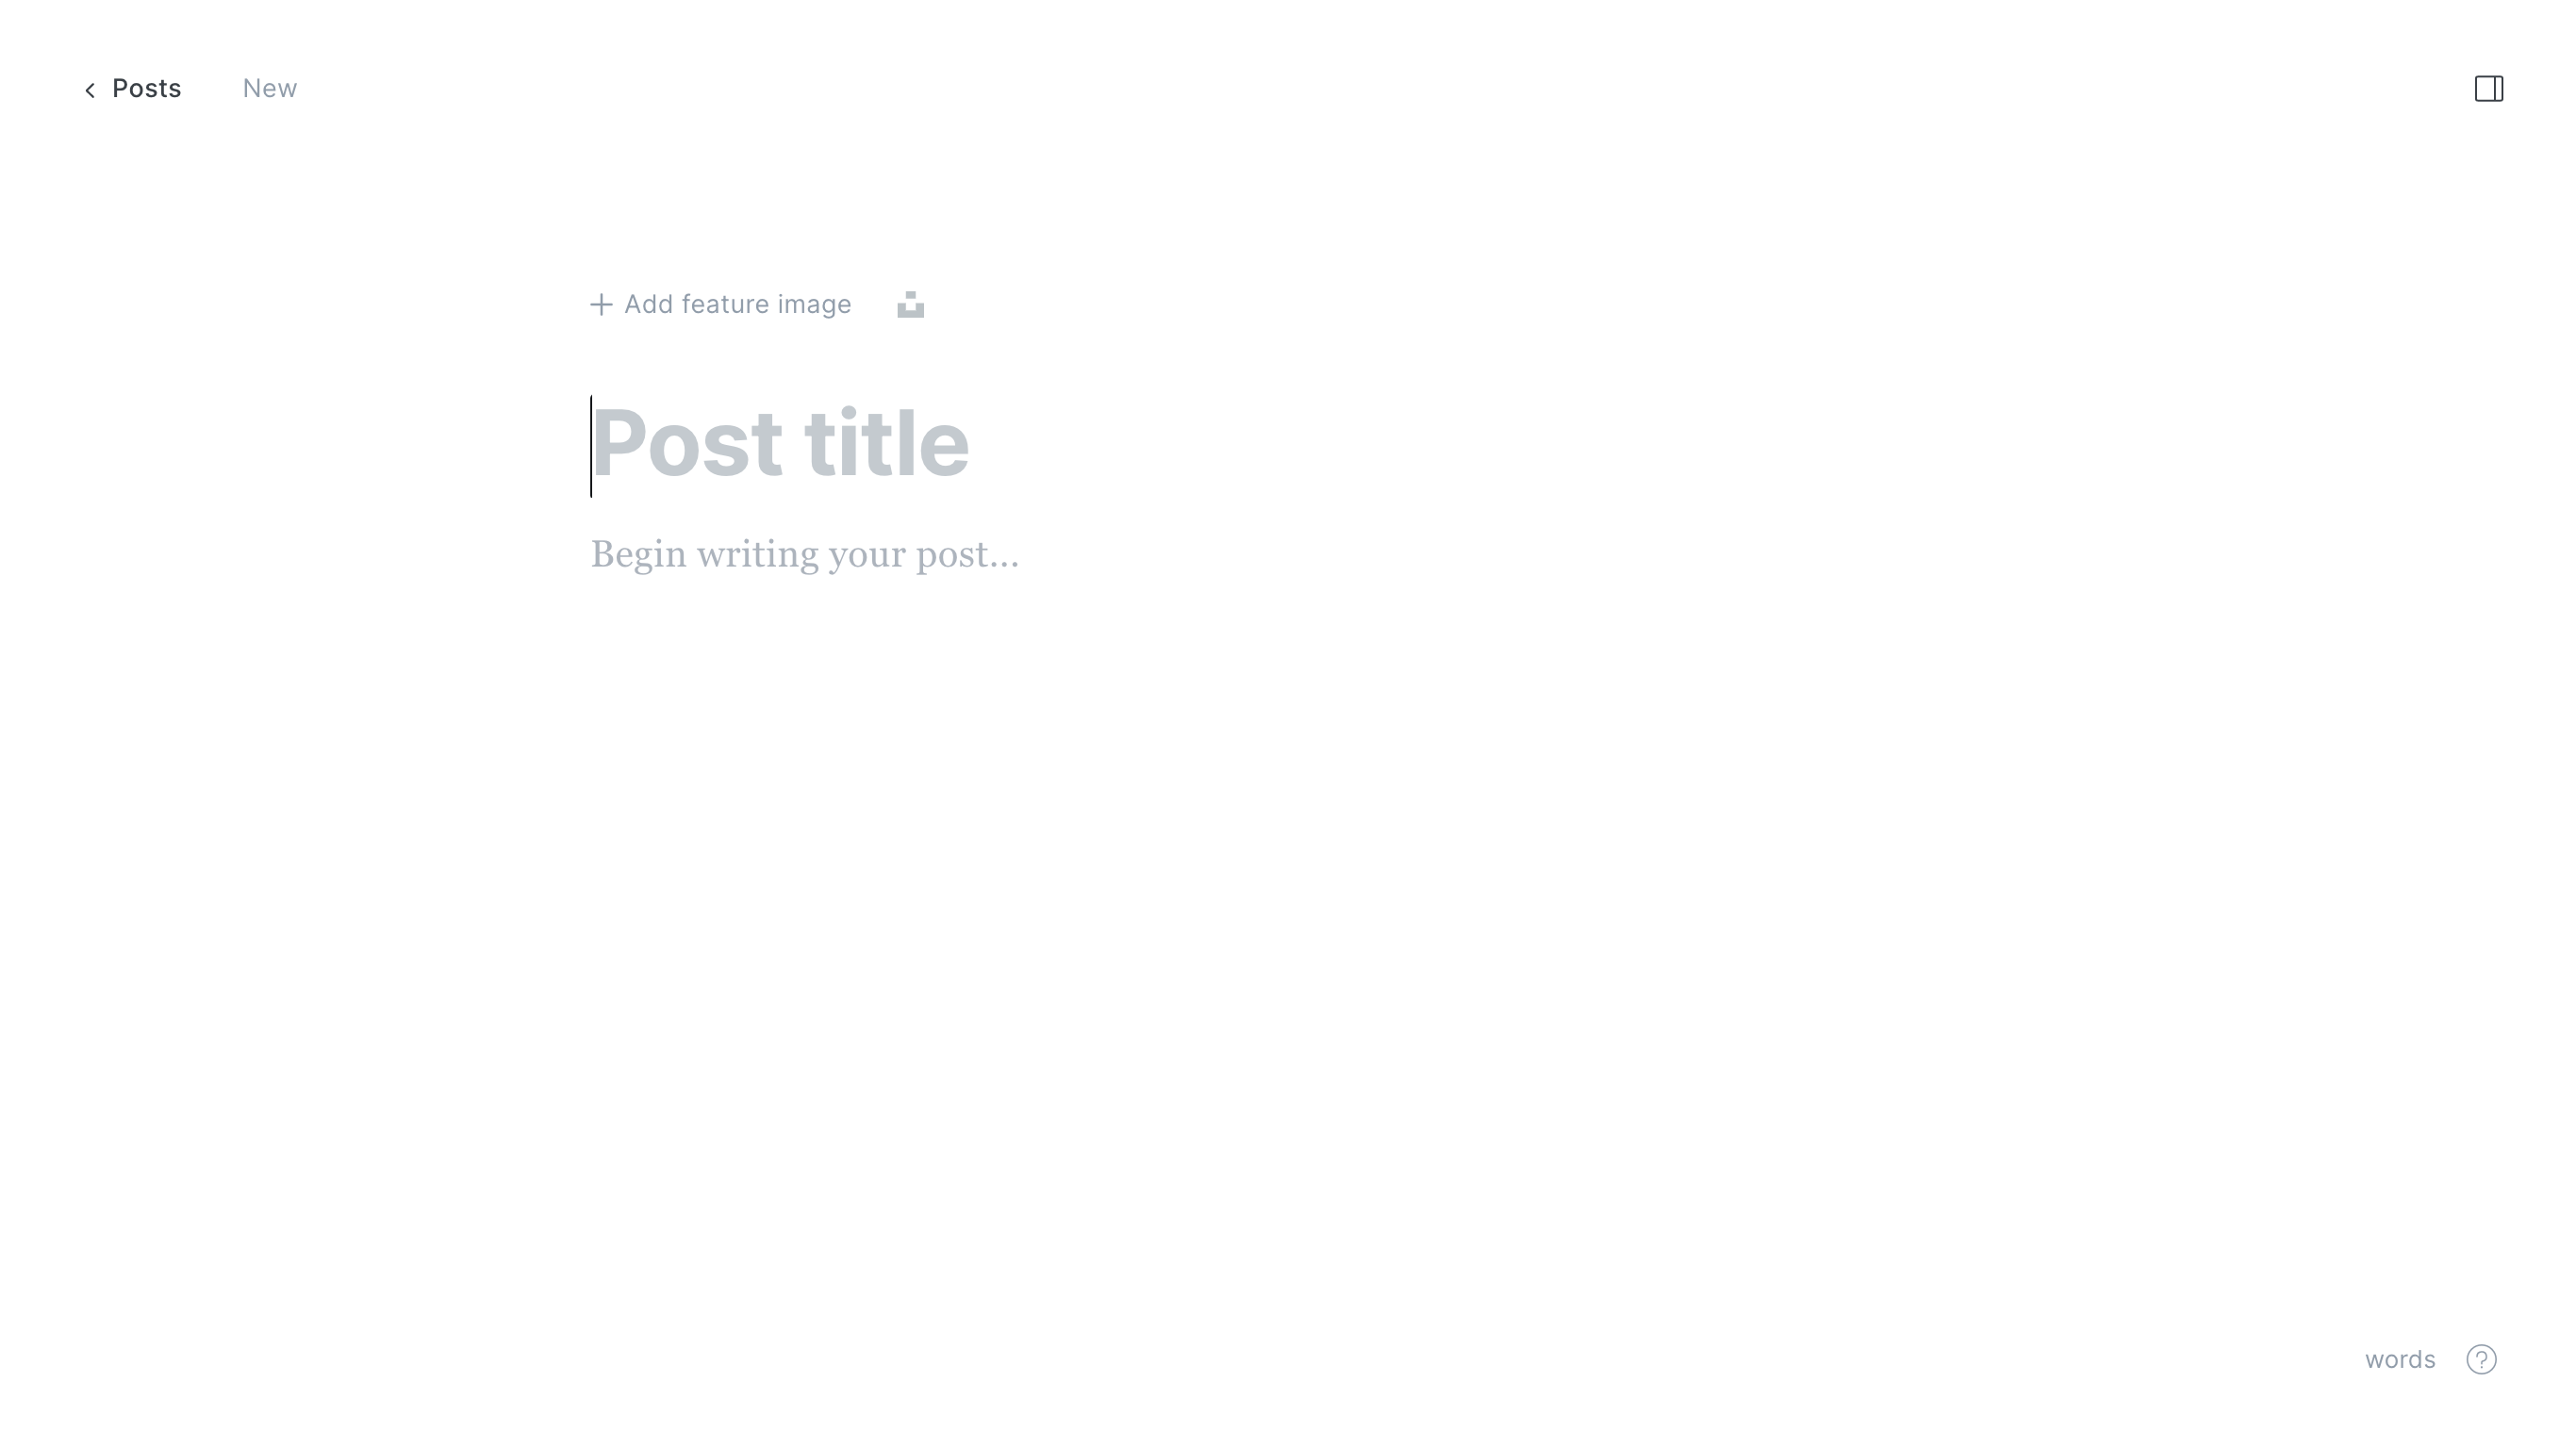 Posts
New
Add feature image
Post title
Begin writing your post...
words
?